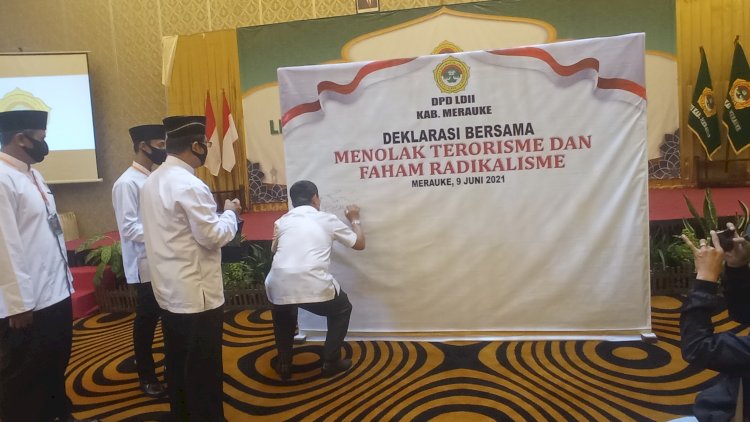 DPD LDII
KAB. MERAUKE
DEKLARASI BERSAMA
MENOLAK TERORISME DAN
FAHAM RADIKALISME
MERAUKE, 9 JUNI 2021